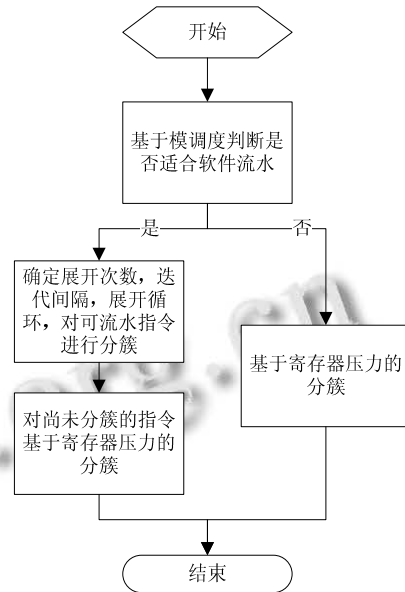 开始
基于模调度判断是
否适合软件流水
是
否
确定展开次数，迭
代间隔，展开循
环，对可流水指令
进行分簇
基于寄存器压力的
分簇
对尚未分簇的指令
基于寄存器压力的
分簇
结束